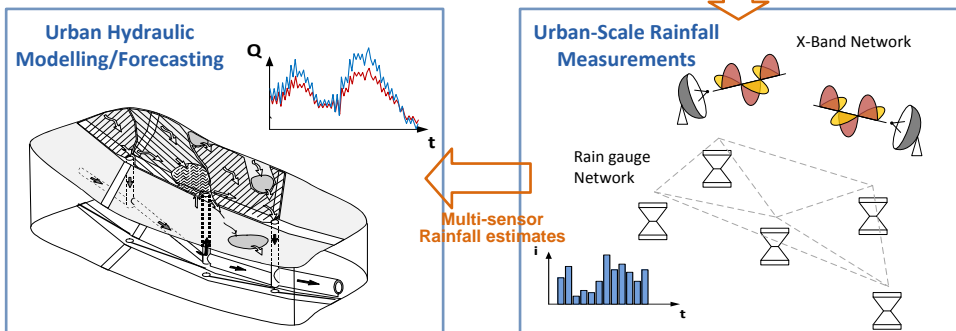 Urban Hydraulic
Modelling/Forecasting
Q
t
Multi-sensor
Rainfall estimates
Urban-Scale Rainfall
Measurements
X-Band Network
Rain gauge
Network
i
t